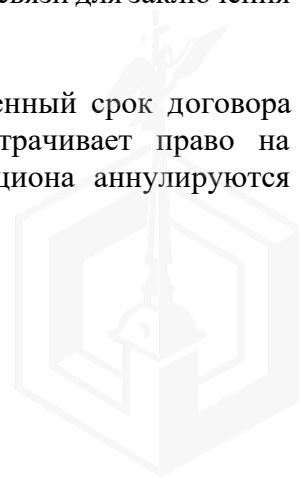 связи для заключения
енный срок договора
трачивает право на
циона аннулируются